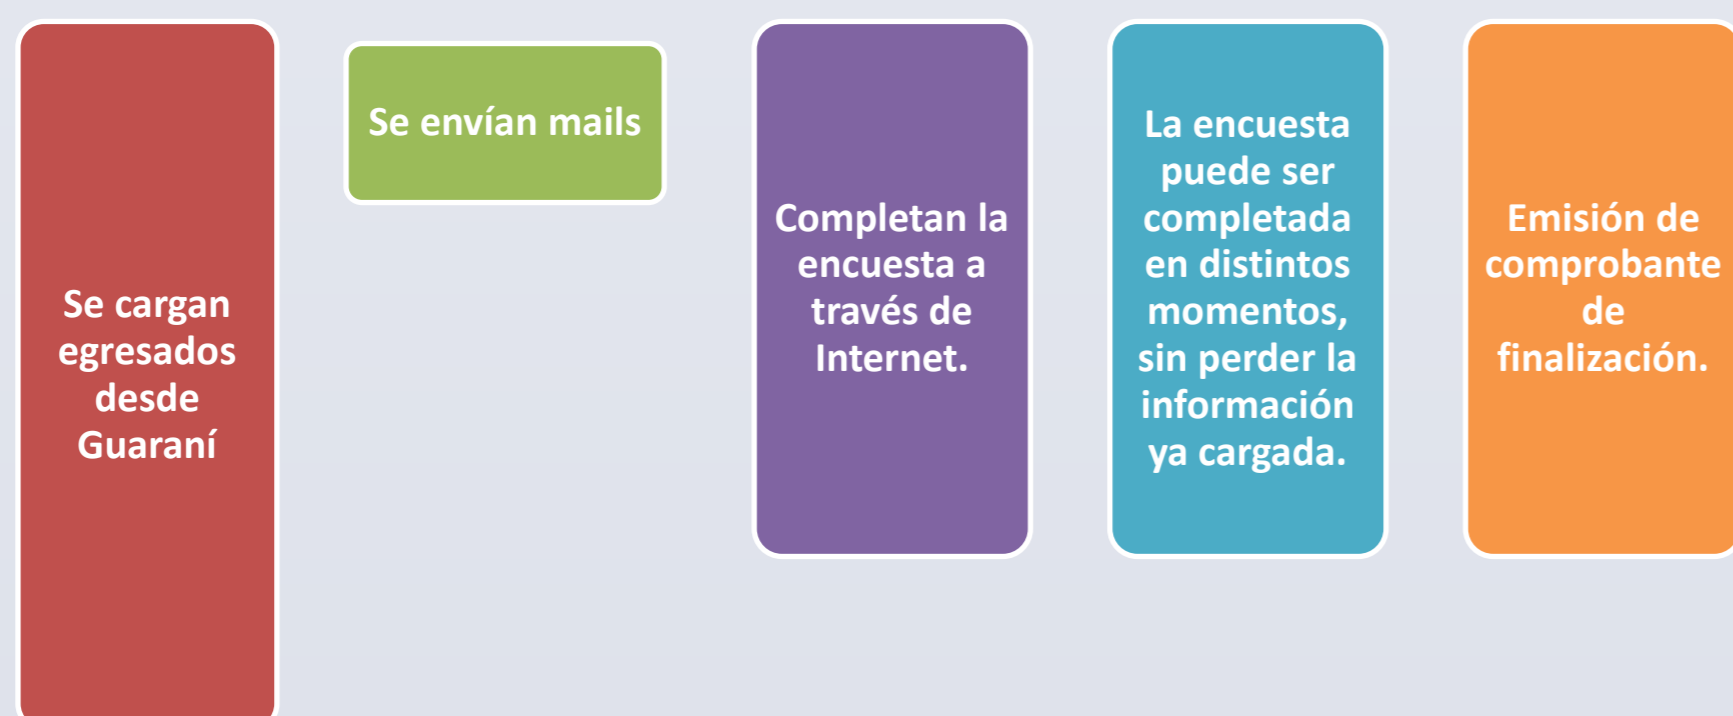 Se cargan
egresados
desde
Guaraní
Se envían mails
Completan la
encuesta a
través de
Internet.
La encuesta
puede ser
completada
en distintos
momentos,
sin perder la
información
ya cargada.
Emisión de
comprobante
de
finalización.